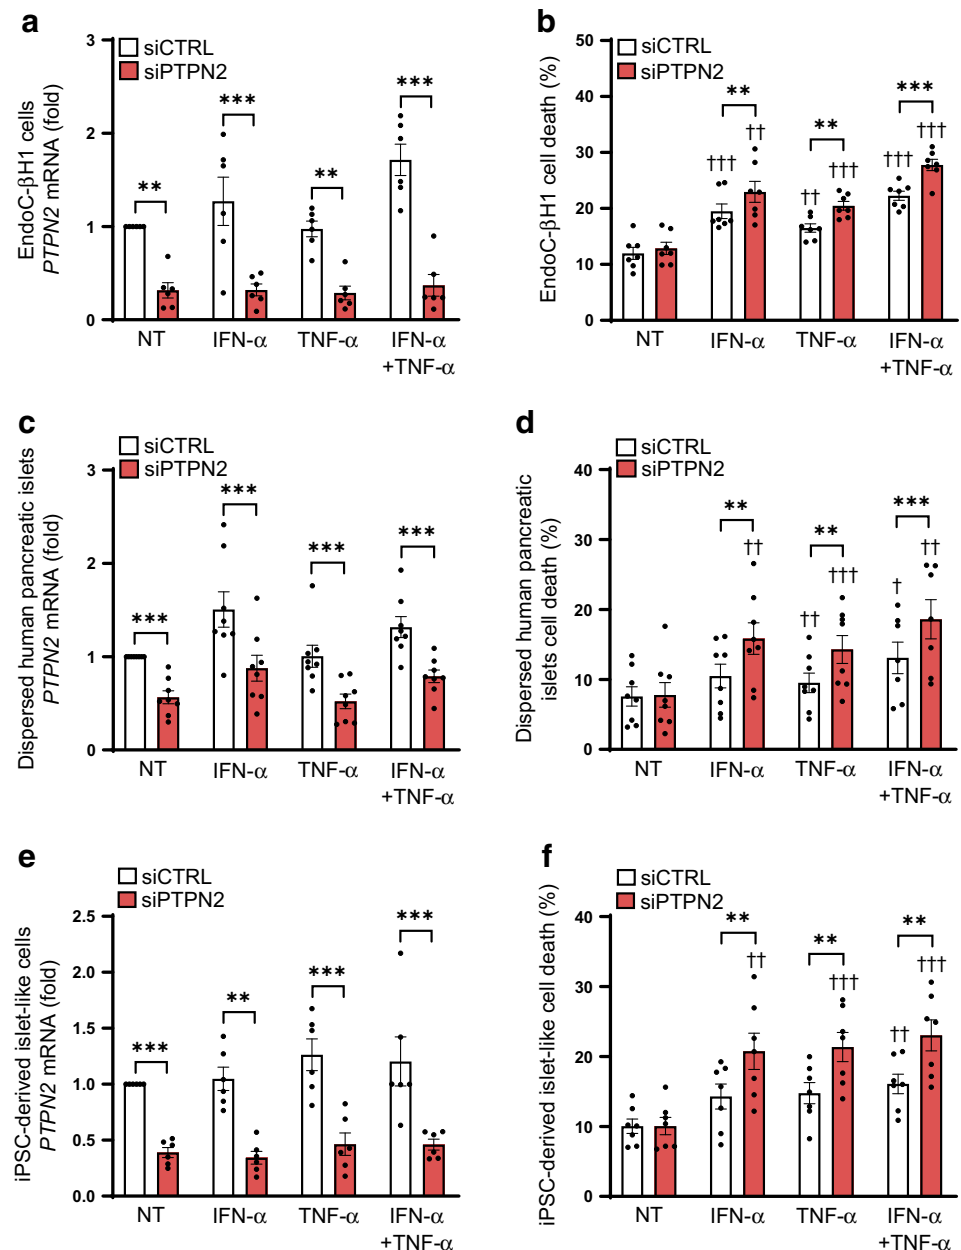 a
EndoC-βH1 cells
PTPN2 mRNA (fold)
siCTRL
siPTPN2
3
2
1
0
**
***
**
***
NT
IFN-α
TNF-α
IFN-α
+TNF-α
b
EndoC-βH1 cell death (%)
siCTRL
siPTPN2
50
40
30
20
10
0
**
**
***
†††
††
††
†††
†††
†††
NT
IFN-α
TNF-α
IFN-α
+TNF-α
c
Dispersed human pancreatic islets
PTPN2 mRNA (fold)
siCTRL
siPTPN2
3
2
1
0
***
***
***
***
NT
IFN-α
TNF-α
IFN-α
+TNF-α
d
Dispersed human pancreatic
islets cell death (%)
siCTRL
siPTPN2
40
30
20
10
0
**
**
***
††
††
†††
†
††
NT
IFN-α
TNF-α
IFN-α
+TNF-α
e
iPSC-derived islet-like cells
PTPN2 mRNA (fold)
siCTRL
siPTPN2
2.5
2.0
1.5
1.0
0.5
0.0
***
**
***
***
NT
IFN-α
TNF-α
IFN-α
+TNF-α
f
iPSC-derived islet-like cell death (%)
siCTRL
siPTPN2
40
30
20
10
0
**
**
**
††
†††
††
†††
NT
IFN-α
TNF-α
IFN-α
+TNF-α